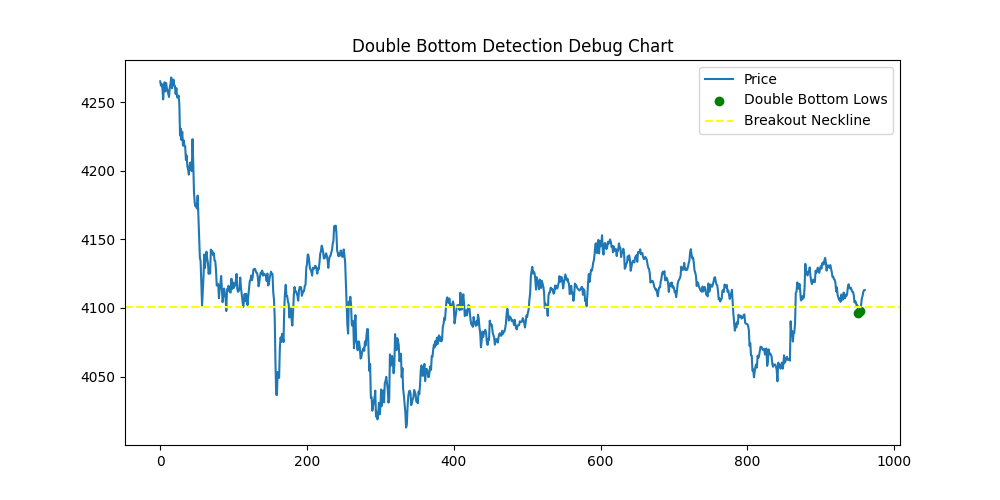 Double Bottom Detection Debug Chart
Price
Double Bottom Lows
Breakout Neckline
4250
4200
4150
4100
4050
0 200 400 600 800 1000